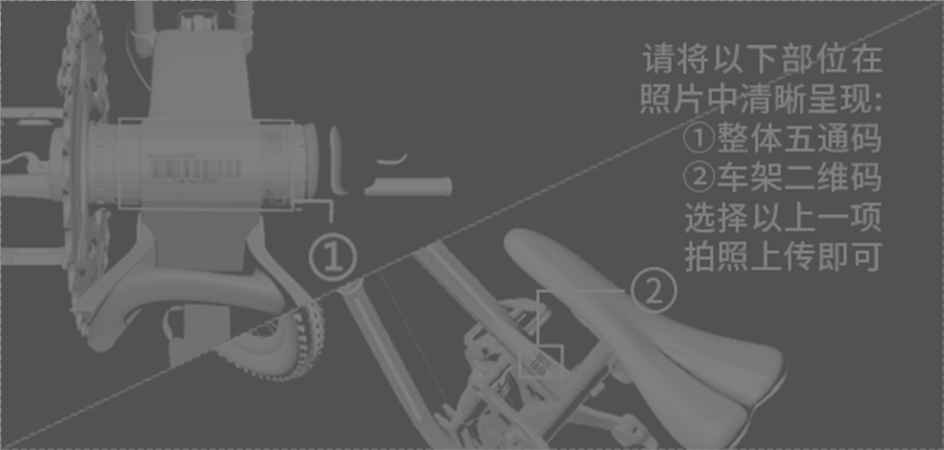 请将以下部位在
照片中清晰呈现:
①整体五通码
②车架二维码
选择以上一项
拍照上传即可
①
②